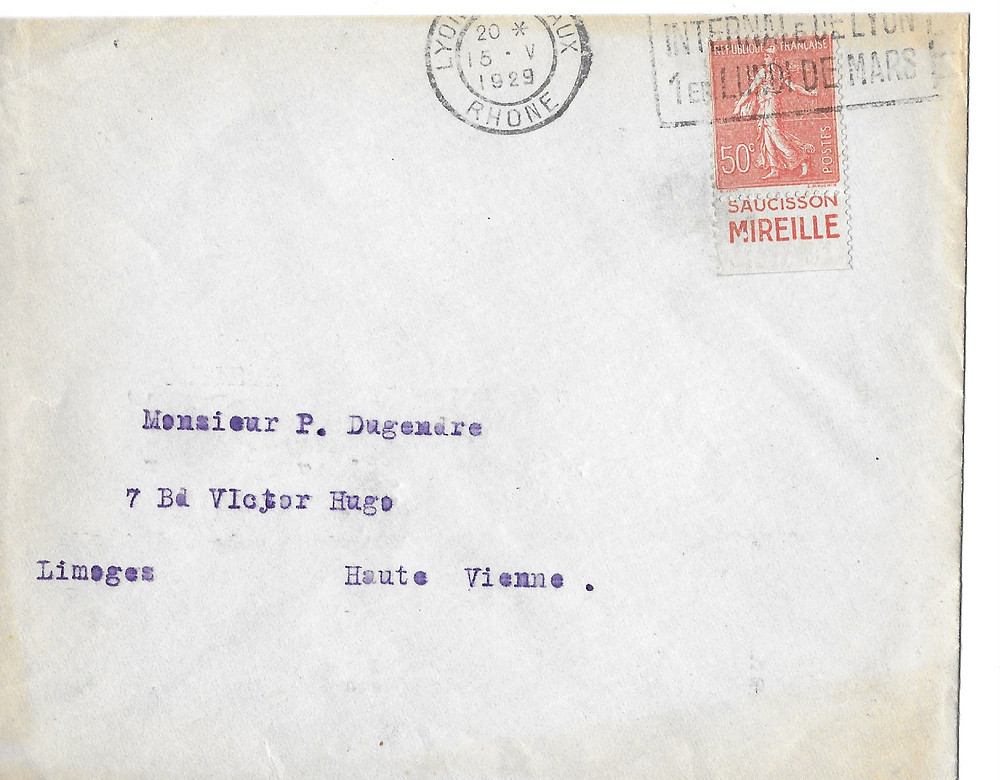 20 *
15 · V
1929
RHONE
INTERNALE DE LYON
1ER LUNDI DE MARS
REPUBLIQUE FRANÇAISE
50c
POSTES
SAUCISSON
MIREILLE
Monsieur P. Dugendre
7 Bd VIctor Hugo
Limoges Haute Vienne .